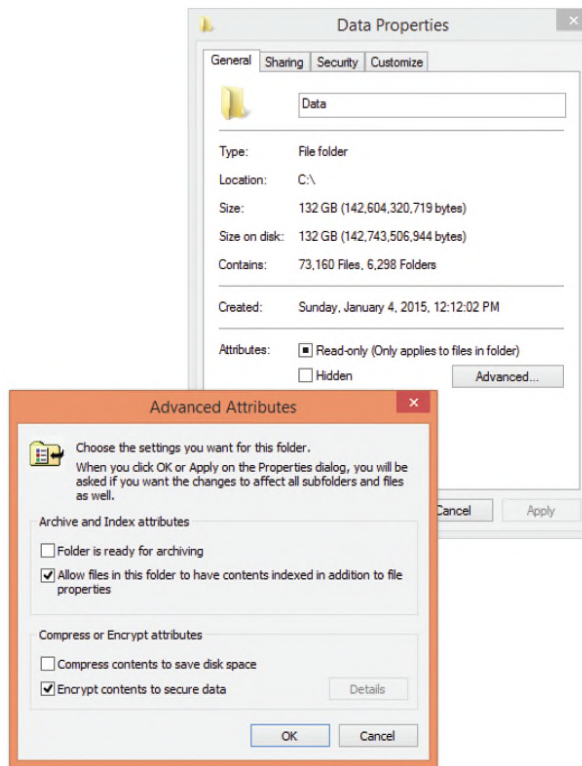 Data Properties
General Sharing Security Customize
Data
Type: File folder
Location: C:\
Size: 132 GB (142,604,320,719 bytes)
Size on disk: 132 GB (142,743,506,944 bytes)
Contains: 73,160 Files, 6,298 Folders
Created: Sunday, January 4, 2015, 12:12:02 PM
Attributes: Read-only (Only applies to files in folder)
Hidden
Advanced...
Cancel Apply
Advanced Attributes
Choose the settings you want for this folder.
When you click OK or Apply on the Properties dialog, you will be
asked if you want the changes to affect all subfolders and files
as well.
Archive and Index attributes
Folder is ready for archiving
Allow files in this folder to have contents indexed in addition to file
properties
Compress or Encrypt attributes
Compress contents to save disk space
Encrypt contents to secure data
Details
OK Cancel